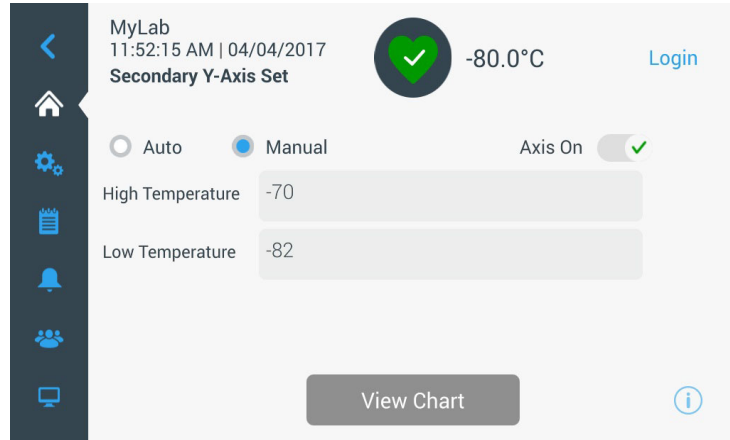 MyLab
11:52:15 AM | 04/04/2017
Secondary Y-Axis Set
-80.0°C
Login
Auto Manual Axis On
High Temperature -70
Low Temperature -82
View Chart
i